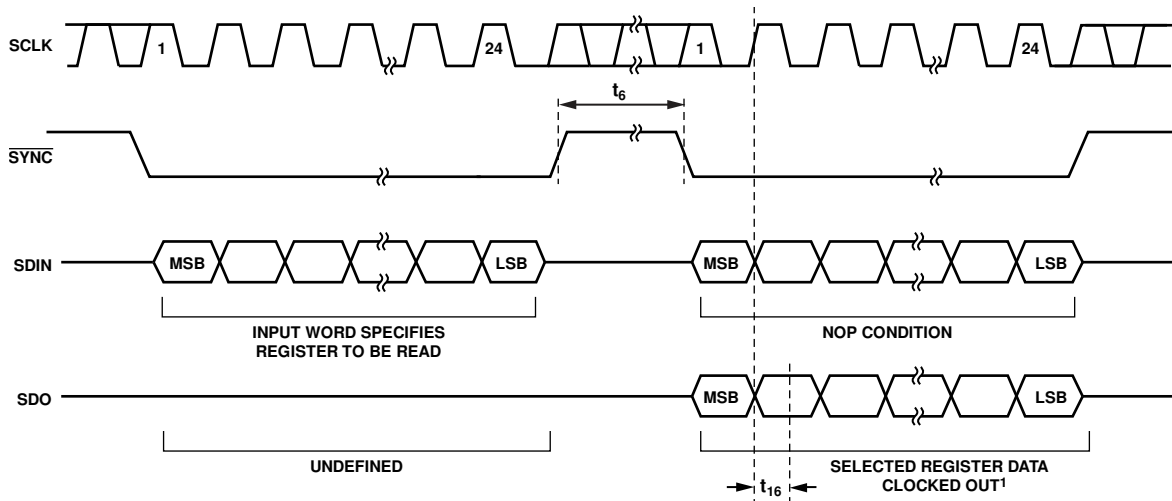 SCLK
1
24
1
24
t6
SYNC
SDIN
MSB
LSB
MSB
LSB
INPUT WORD SPECIFIES
REGISTER TO BE READ
NOP CONDITION
SDO
MSB
LSB
UNDEFINED
SELECTED REGISTER DATA
CLOCKED OUT¹
t16